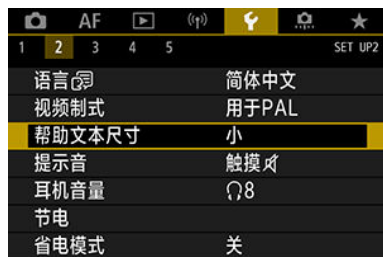 AF
1 2 3 4 5 SET UP2
语言 简体中文
视频制式 用于PAL
帮助文本尺寸 小
提示音 触摸
耳机音量 8
节电
省电模式 关